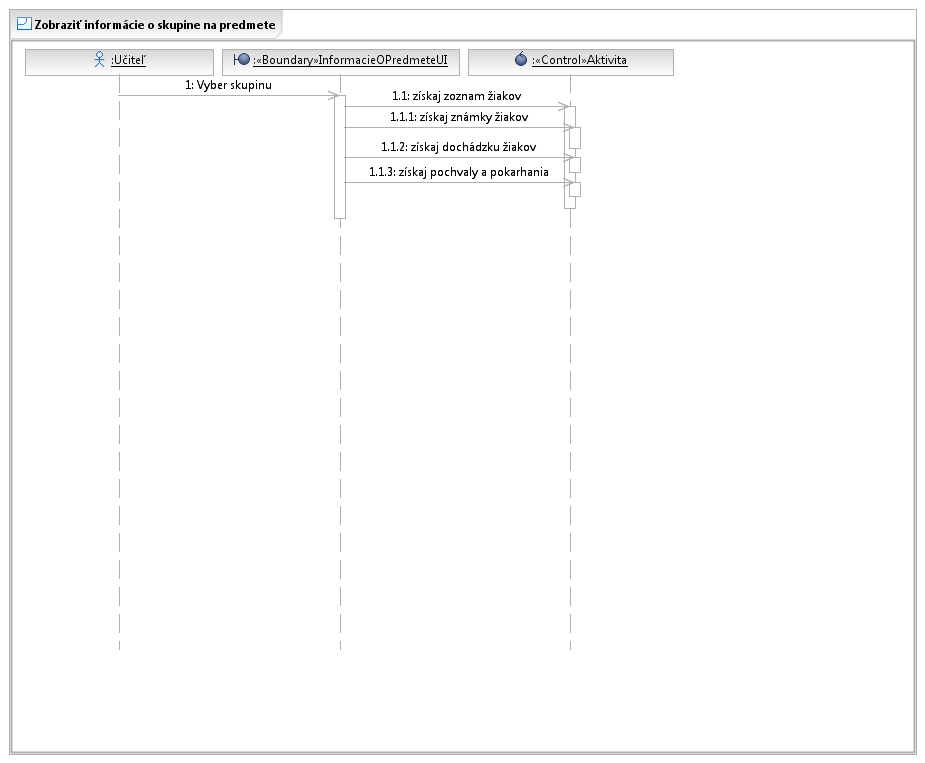 Zobraziť informácie o skupine na predmete
:Učiteľ
:«Boundary»InformacieOPredmeteUI
:«Control»Aktivita
1: Vyber skupinu
1.1: získaj zoznam žiakov
1.1.1: získaj známky žiakov
1.1.2: získaj dochádzku žiakov
1.1.3: získaj pochvaly a pokarhania